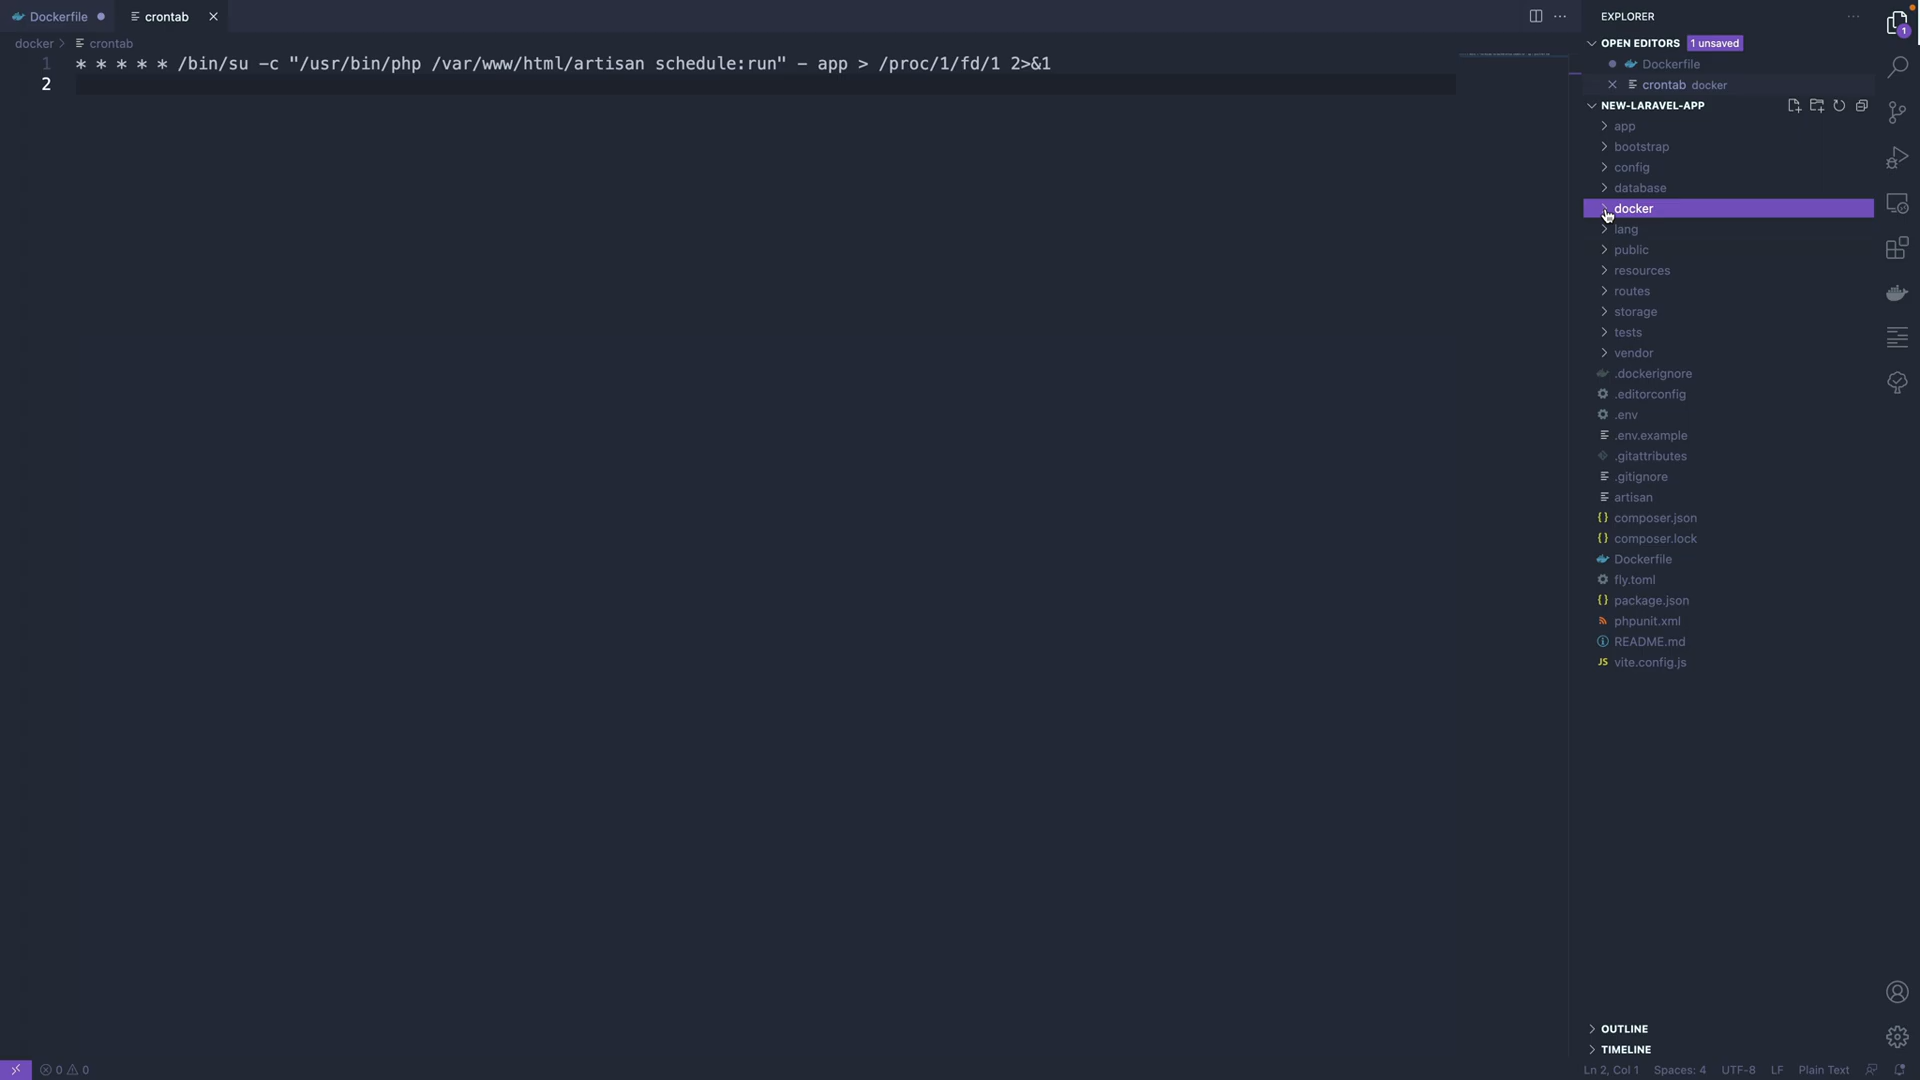 Dockerfile
crontab
docker
crontab
1 * * * * * /bin/su -c "/usr/bin/php /var/www/html/artisan schedule:run" - app > /proc/1/fd/1 2>&1
2
EXPLORER
OPEN EDITORS 1 unsaved
Dockerfile
crontab docker
NEW-LARAVEL-APP
app
bootstrap
config
database
docker
lang
public
resources
routes
storage
tests
vendor
.dockerignore
.editorconfig
.env
.env.example
.gitattributes
.gitignore
artisan
{} composer.json
{} composer.lock
Dockerfile
fly.toml
{} package.json
phpunit.xml
README.md
JS vite.config.js
OUTLINE
TIMELINE
1
0 0
Ln 2, Col 1 Spaces: 4 UTF-8 LF Plain Text